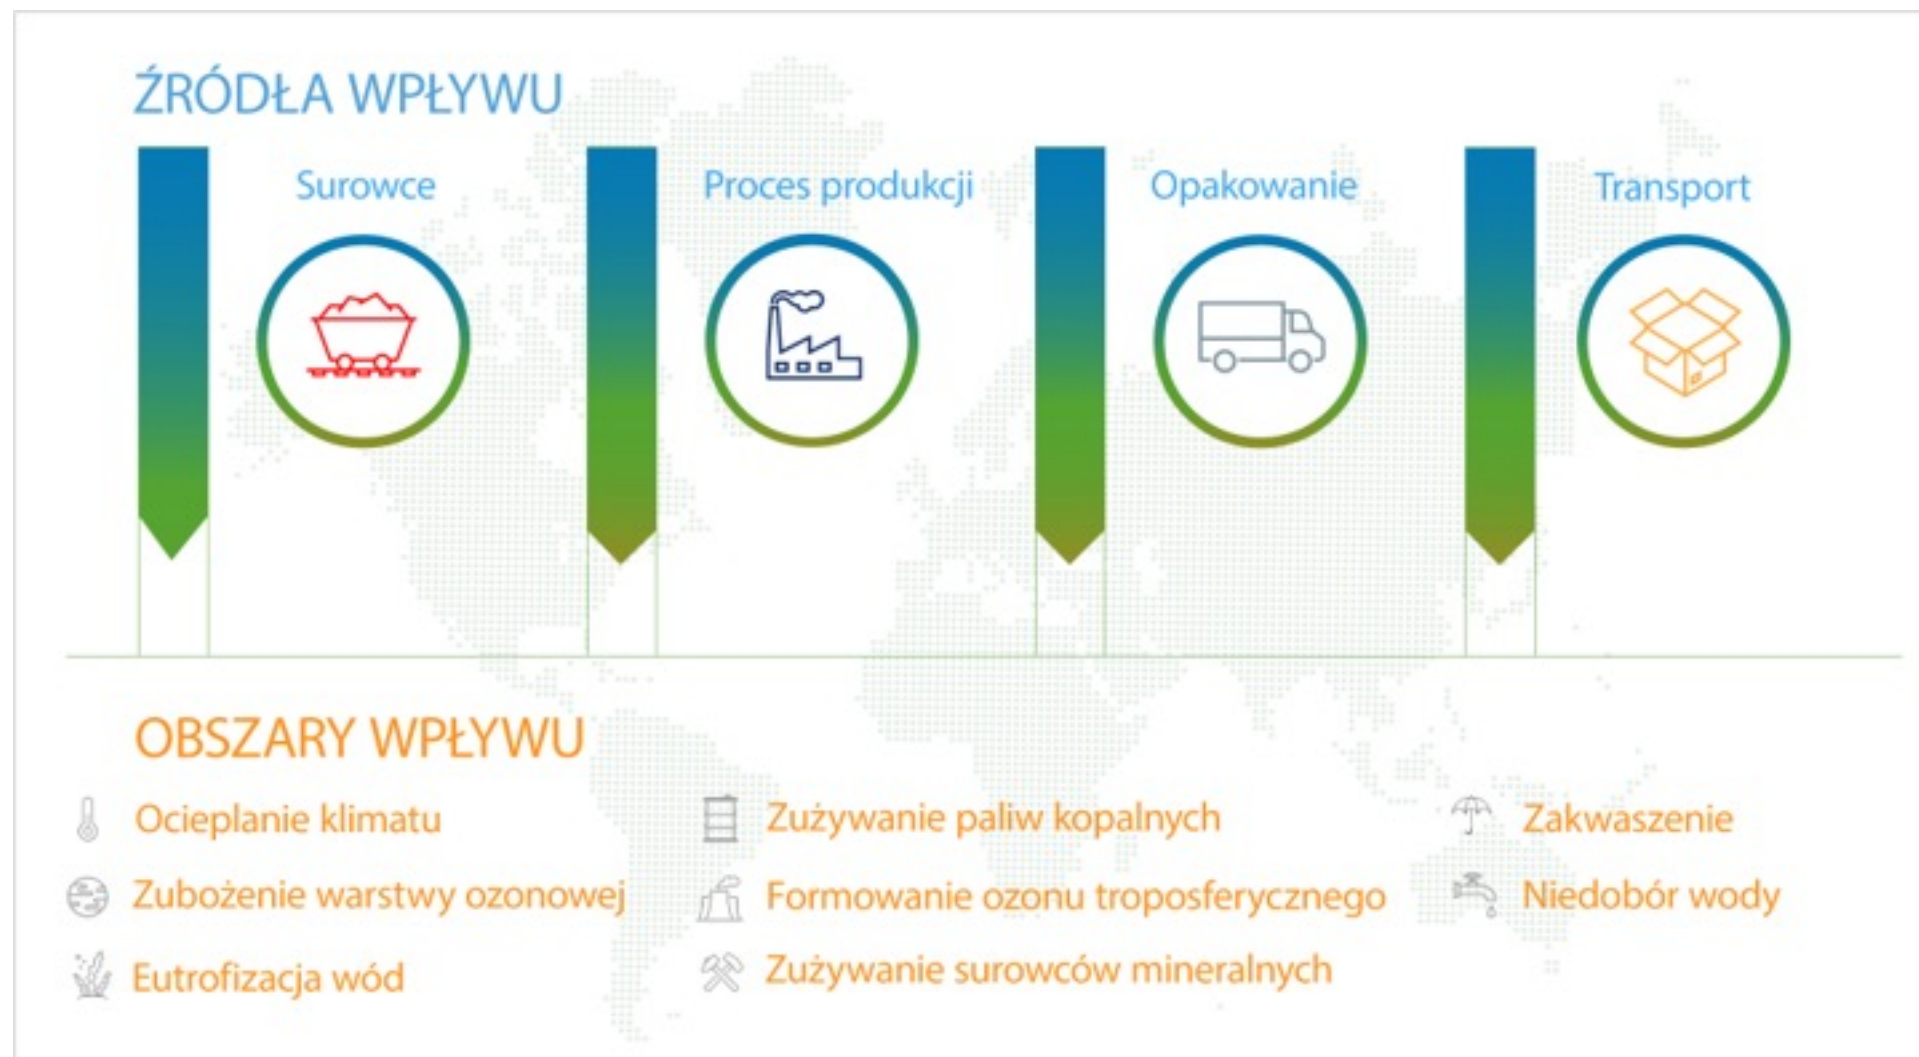 ŹRÓDŁA WPŁYWU
Surowce
Proces produkcji
Opakowanie
Transport
OBSZARY WPŁYWU
Ocieplanie klimatu
Zubożenie warstwy ozonowej
Eutrofizacja wód
Zużywanie paliw kopalnych
Formowanie ozonu troposferycznego
Zużywanie surowców mineralnych
Zakwaszenie
Niedobór wody